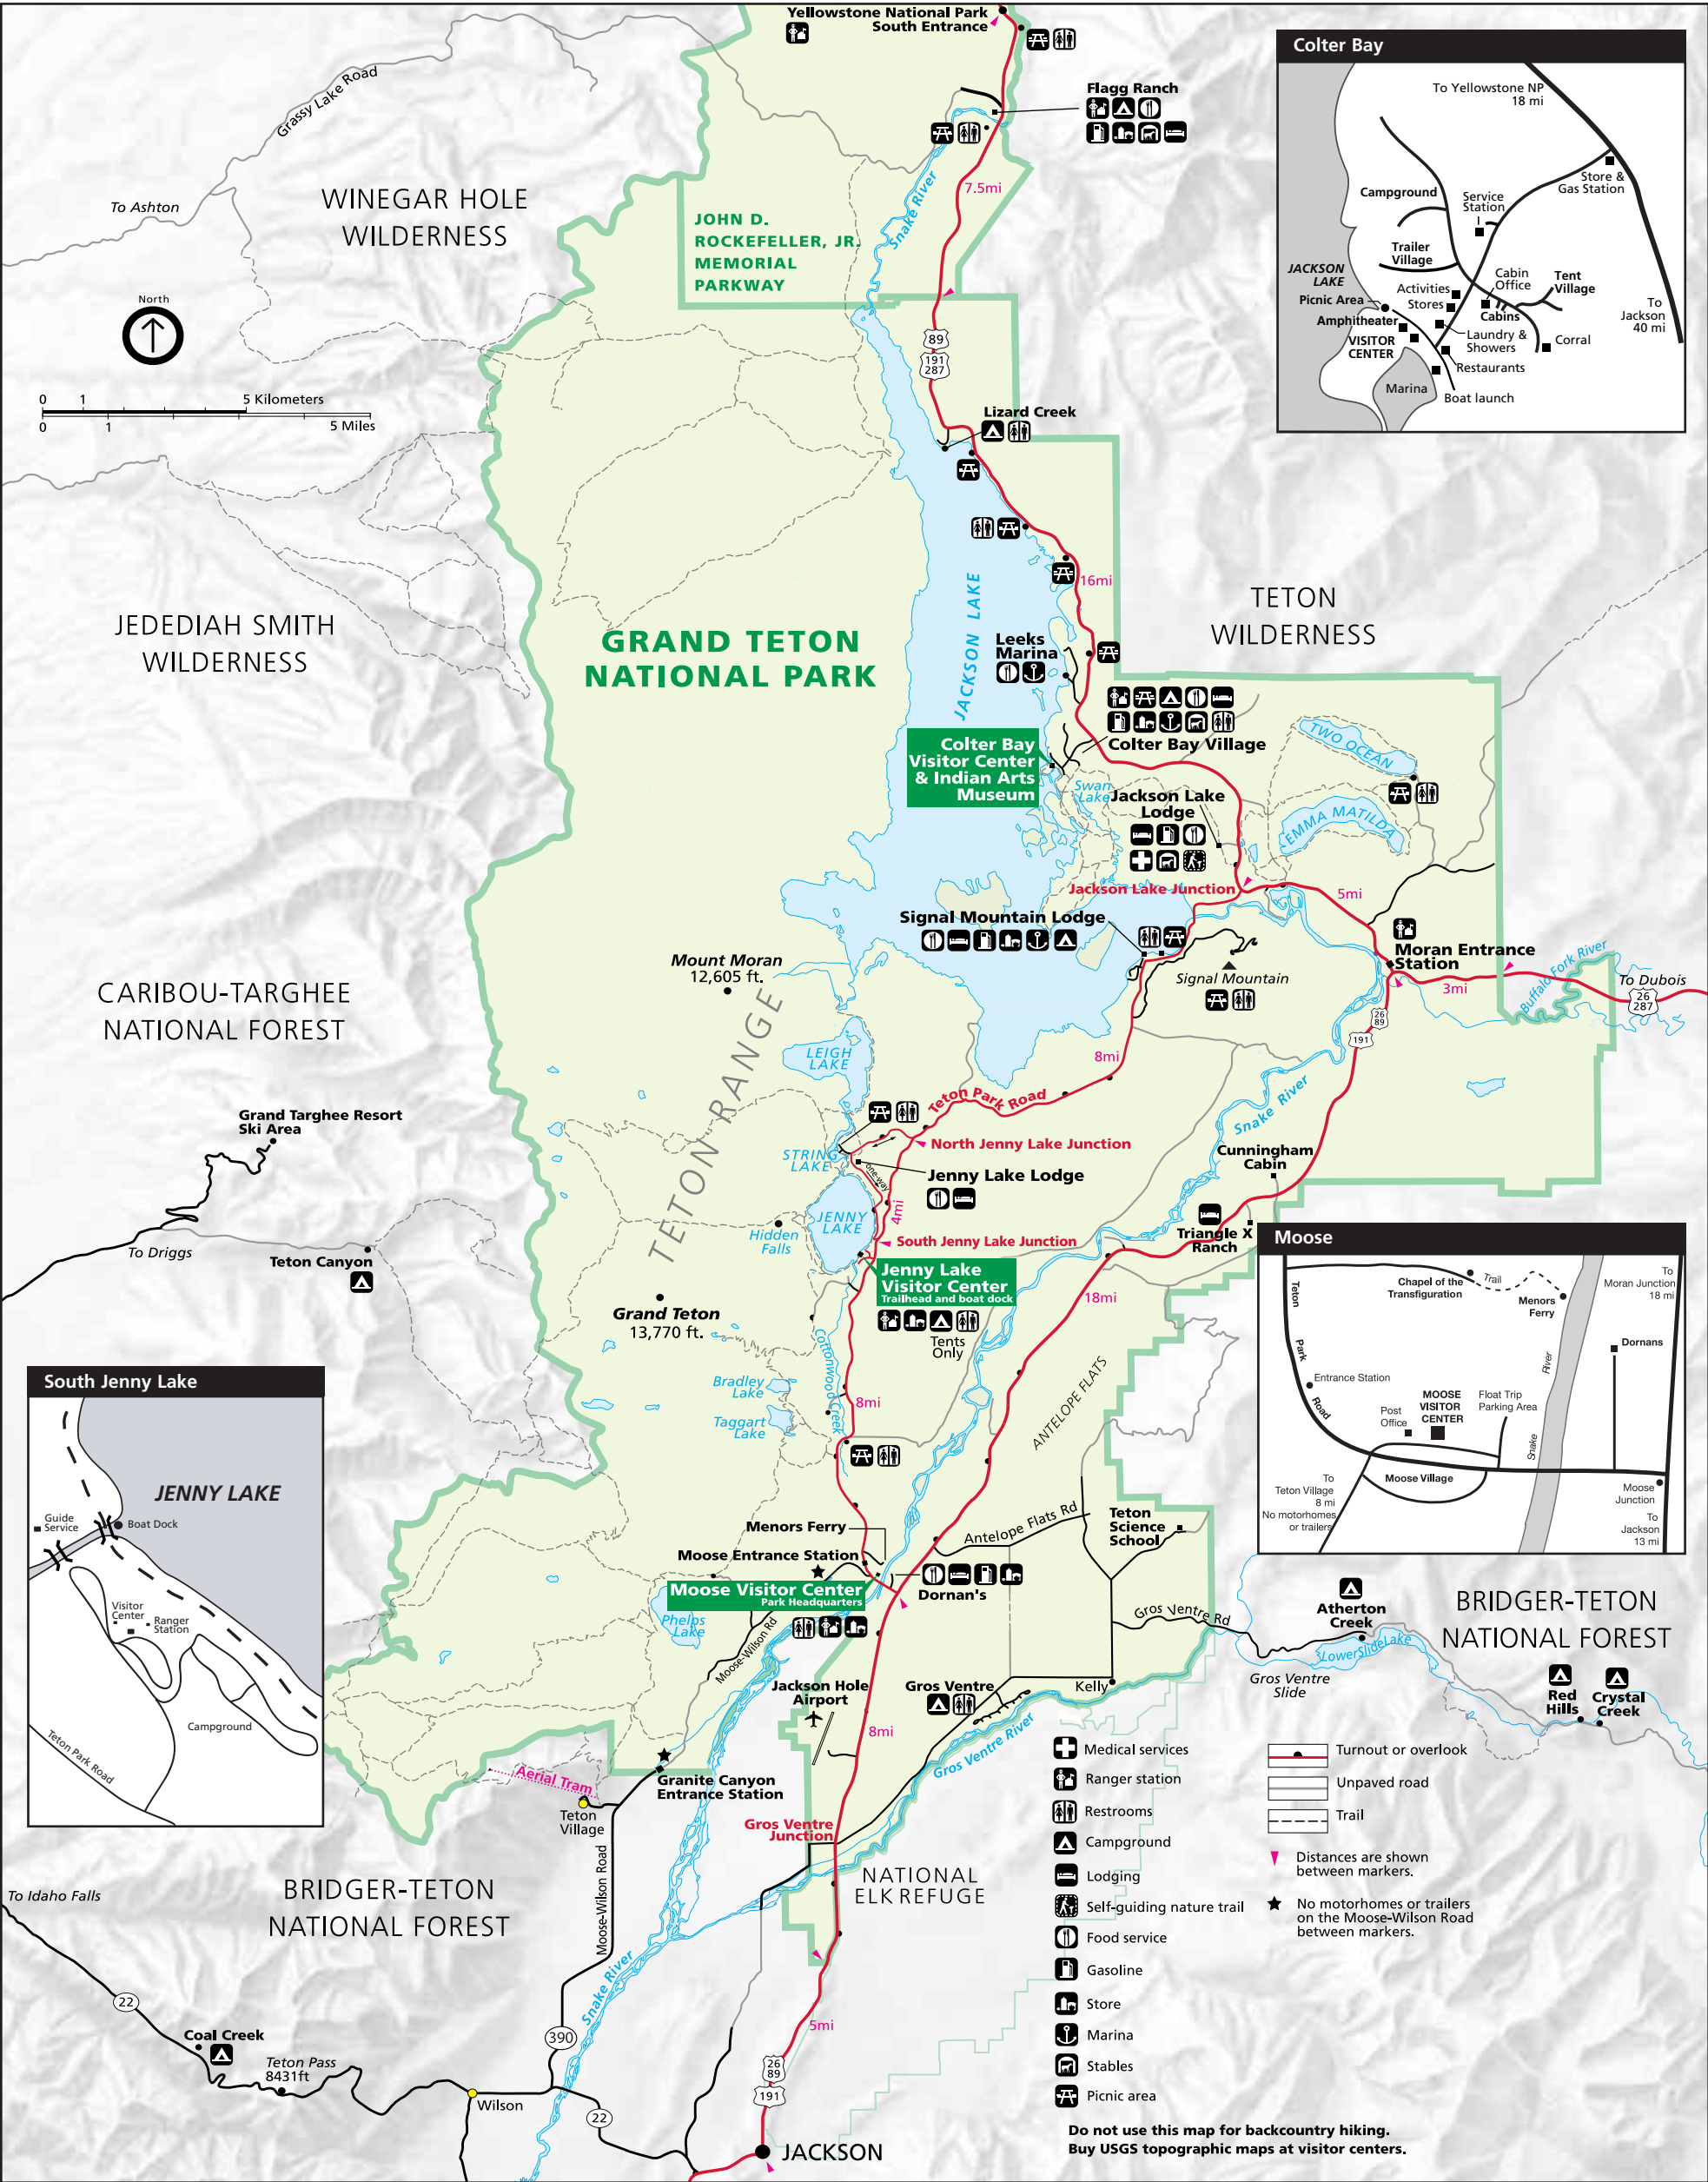 Yellowstone National Park
South Entrance
Grassy Lake Road
Flagg Ranch
To Ashton
WINEGAR HOLE
WILDERNESS
JOHN D.
ROCKEFELLER, JR.
MEMORIAL
PARKWAY
Snake River
7.5mi
North
0 1 5 Kilometers
0 1 5 Miles
89
191
287
Lizard Creek
Colter Bay
To Yellowstone NP
18 mi
Store &
Gas Station
Campground
Service
Station
Trailer
Village
JACKSON
LAKE
Cabin
Office
Tent
Village
Activities
Stores
Picnic Area
Cabins
Amphitheater
VISITOR
CENTER
Laundry &
Showers
Corral
Restaurants
Marina
Boat launch
To
Jackson
40 mi
16mi
JACKSON LAKE
TETON
WILDERNESS
JEDEDIAH SMITH
WILDERNESS
GRAND TETON
NATIONAL PARK
Leeks
Marina
Colter Bay Village
Colter Bay
Visitor Center
& Indian Arts
Museum
Swan
Lake
Jackson Lake
Lodge
TWO OCEAN
EMMA MATILDA
Jackson Lake Junction
5mi
Signal Mountain Lodge
Signal Mountain
Moran Entrance
Station
3mi
Buffalo Fork River
To Dubois
26
287
Mount Moran
12,605 ft.
CARIBOU-TARGHEE
NATIONAL FOREST
TETON RANGE
26
89
191
LEIGH
LAKE
8mi
Teton Park Road
Snake River
Grand Targhee Resort
Ski Area
North Jenny Lake Junction
STRING
LAKE
one-way
Jenny Lake Lodge
Cunningham
Cabin
4mi
JENNY
LAKE
Hidden
Falls
South Jenny Lake Junction
Triangle X
Ranch
To Driggs
Teton Canyon
Jenny Lake
Visitor Center
Trailhead and boat dock
Tents
Only
18mi
Grand Teton
13,770 ft.
Cottonwood Creek
ANTELOPE FLATS
Bradley
Lake
Taggart
Lake
8mi
Moose
Teton
Park
Road
Chapel of the
Transfiguration
Trail
Menors
Ferry
To
Moran Junction
18 mi
River
Dornans
Entrance Station
MOOSE
VISITOR
CENTER
Post
Office
Float Trip
Parking Area
Snake
Moose Village
To
Teton Village
8 mi
No motorhomes
or trailers
Moose
Junction
To
Jackson
13 mi
South Jenny Lake
JENNY LAKE
Guide
Service
Boat Dock
Visitor
Center
Ranger
Station
Campground
Teton Park Road
Menors Ferry
Antelope Flats Rd
Teton
Science
School
Moose Entrance Station
Moose Visitor Center
Park Headquarters
Dornan's
Phelps
Lake
Moose-Wilson Rd
Gros Ventre Rd
Atherton
Creek
BRIDGER-TETON
NATIONAL FOREST
Lower Slide Lake
Gros Ventre
Slide
Red
Hills
Crystal
Creek
Jackson Hole
Airport
Gros Ventre
Kelly
8mi
Gros Ventre River
Aerial Tram
Granite Canyon
Entrance Station
Teton
Village
Gros Ventre
Junction
Moose-Wilson Road
NATIONAL
ELK REFUGE
To Idaho Falls
BRIDGER-TETON
NATIONAL FOREST
Snake River
22
Coal Creek
Teton Pass
8431ft
390
Wilson
22
5mi
26
89
191
JACKSON
Medical services
Ranger station
Restrooms
Campground
Lodging
Self-guiding nature trail
Food service
Gasoline
Store
Marina
Stables
Picnic area
Turnout or overlook
Unpaved road
Trail
Distances are shown
between markers.
No motorhomes or trailers
on the Moose-Wilson Road
between markers.
Do not use this map for backcountry hiking.
Buy USGS topographic maps at visitor centers.